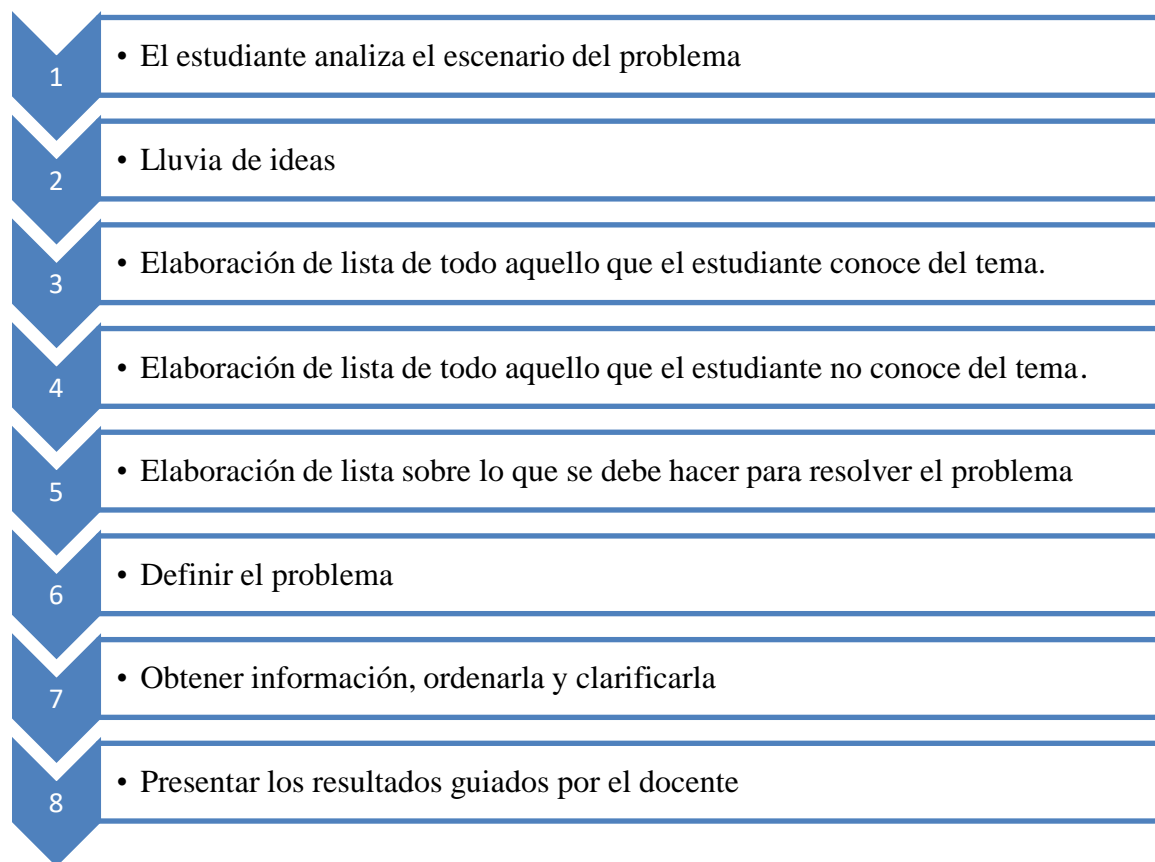 1
• El estudiante analiza el escenario del problema
2
• Lluvia de ideas
3
• Elaboración de lista de todo aquello que el estudiante conoce del tema.
4
• Elaboración de lista de todo aquello que el estudiante no conoce del tema.
5
• Elaboración de lista sobre lo que se debe hacer para resolver el problema
6
• Definir el problema
7
• Obtener información, ordenarla y clarificarla
8
• Presentar los resultados guiados por el docente